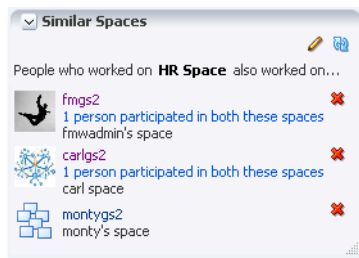 Similar Spaces
People who worked on HR Space also worked on...
fmgs2
1 person participated in both these spaces
fmwadmin's space
carlgs2
1 person participated in both these spaces
carl space
montygs2
monty's space